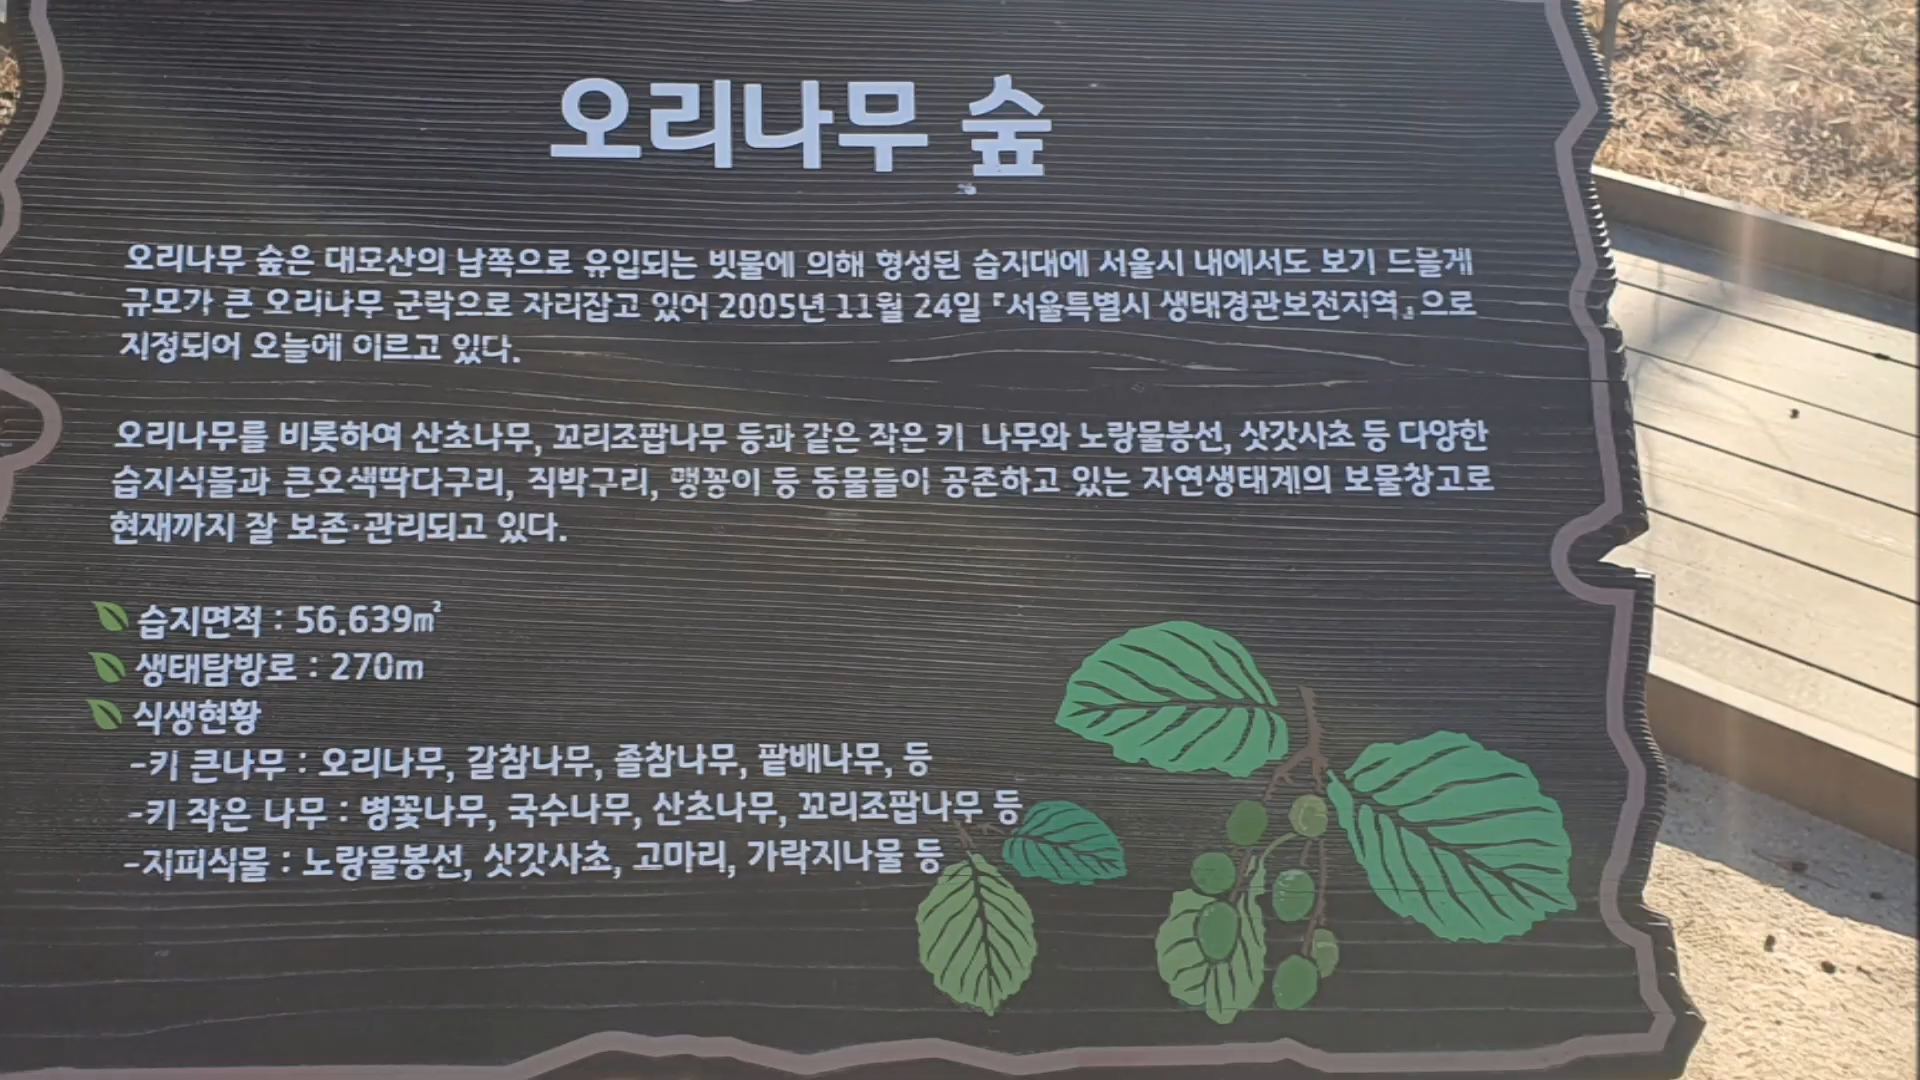 오리나무 숲
오리나무 숲은 대모산의 남쪽으로 유입되는 빗물에 의해 형성된 습지대에 서울시 내에서도 보기 드믈게
규모가 큰 오리나무 군락으로 자리잡고 있어 2005년 11월 24일 『서울특별시 생태경관보전지역』으로
지정되어 오늘에 이르고 있다.
오리나무를 비롯하여 산초나무, 꼬리조팝나무 등과 같은 작은 키 나무와 노랑물봉선, 삿갓사초 등 다양한
습지식물과 큰오색딱다구리, 직박구리, 맹꽁이 등 동물들이 공존하고 있는 자연생태계의 보물창고로
현재까지 잘 보존·관리되고 있다.
습지면적 : 56.639㎡
생태탐방로 : 270m
식생현황
-키 큰나무 : 오리나무, 갈참나무, 졸참나무, 팥배나무, 등
-키 작은 나무 : 병꽃나무, 국수나무, 산초나무, 꼬리조팝나무 등
-지피식물 : 노랑물봉선, 삿갓사초, 고마리, 가락지나물 등